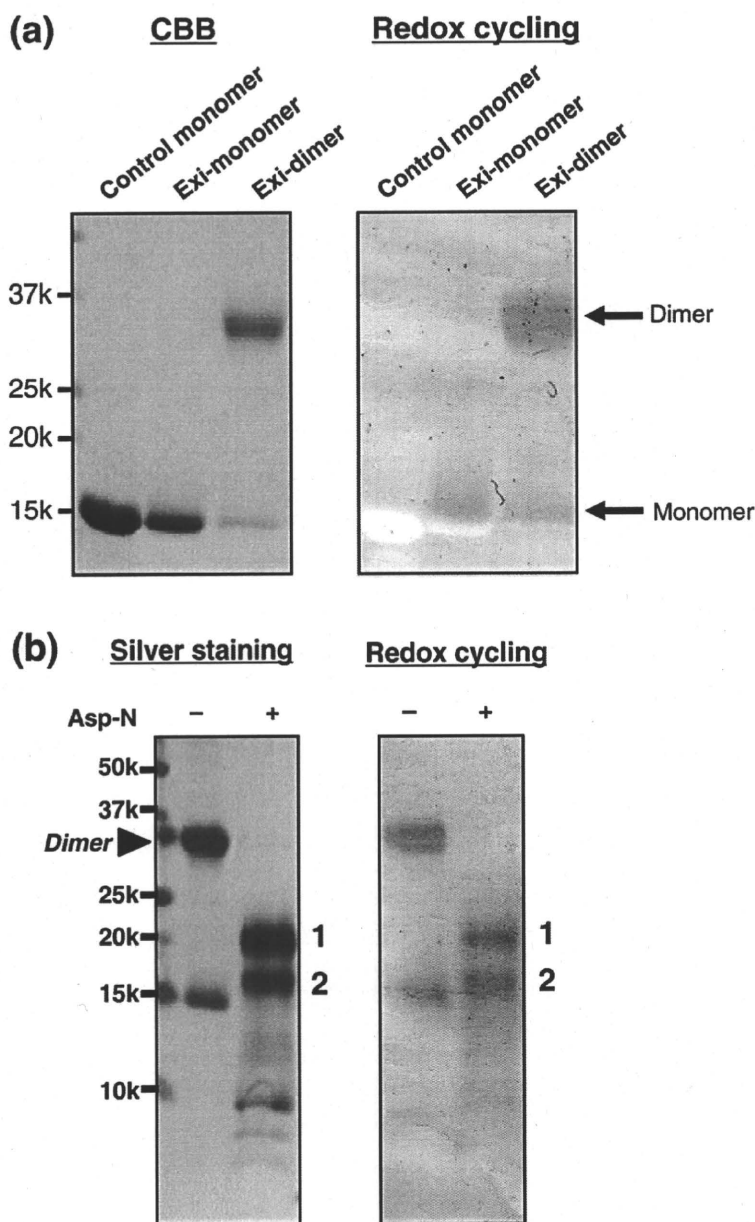 (a)
CBB
Redox cycling
Control monomer
Exi-monomer
Exi-dimer
Control monomer
Exi-monomer
Exi-dimer
37k
25k
20k
15k
Dimer
Monomer
(b)
Silver staining
Redox cycling
Asp-N
− +
− +
50k
37k
Dimer
25k
20k
15k
10k
1
2
1
2